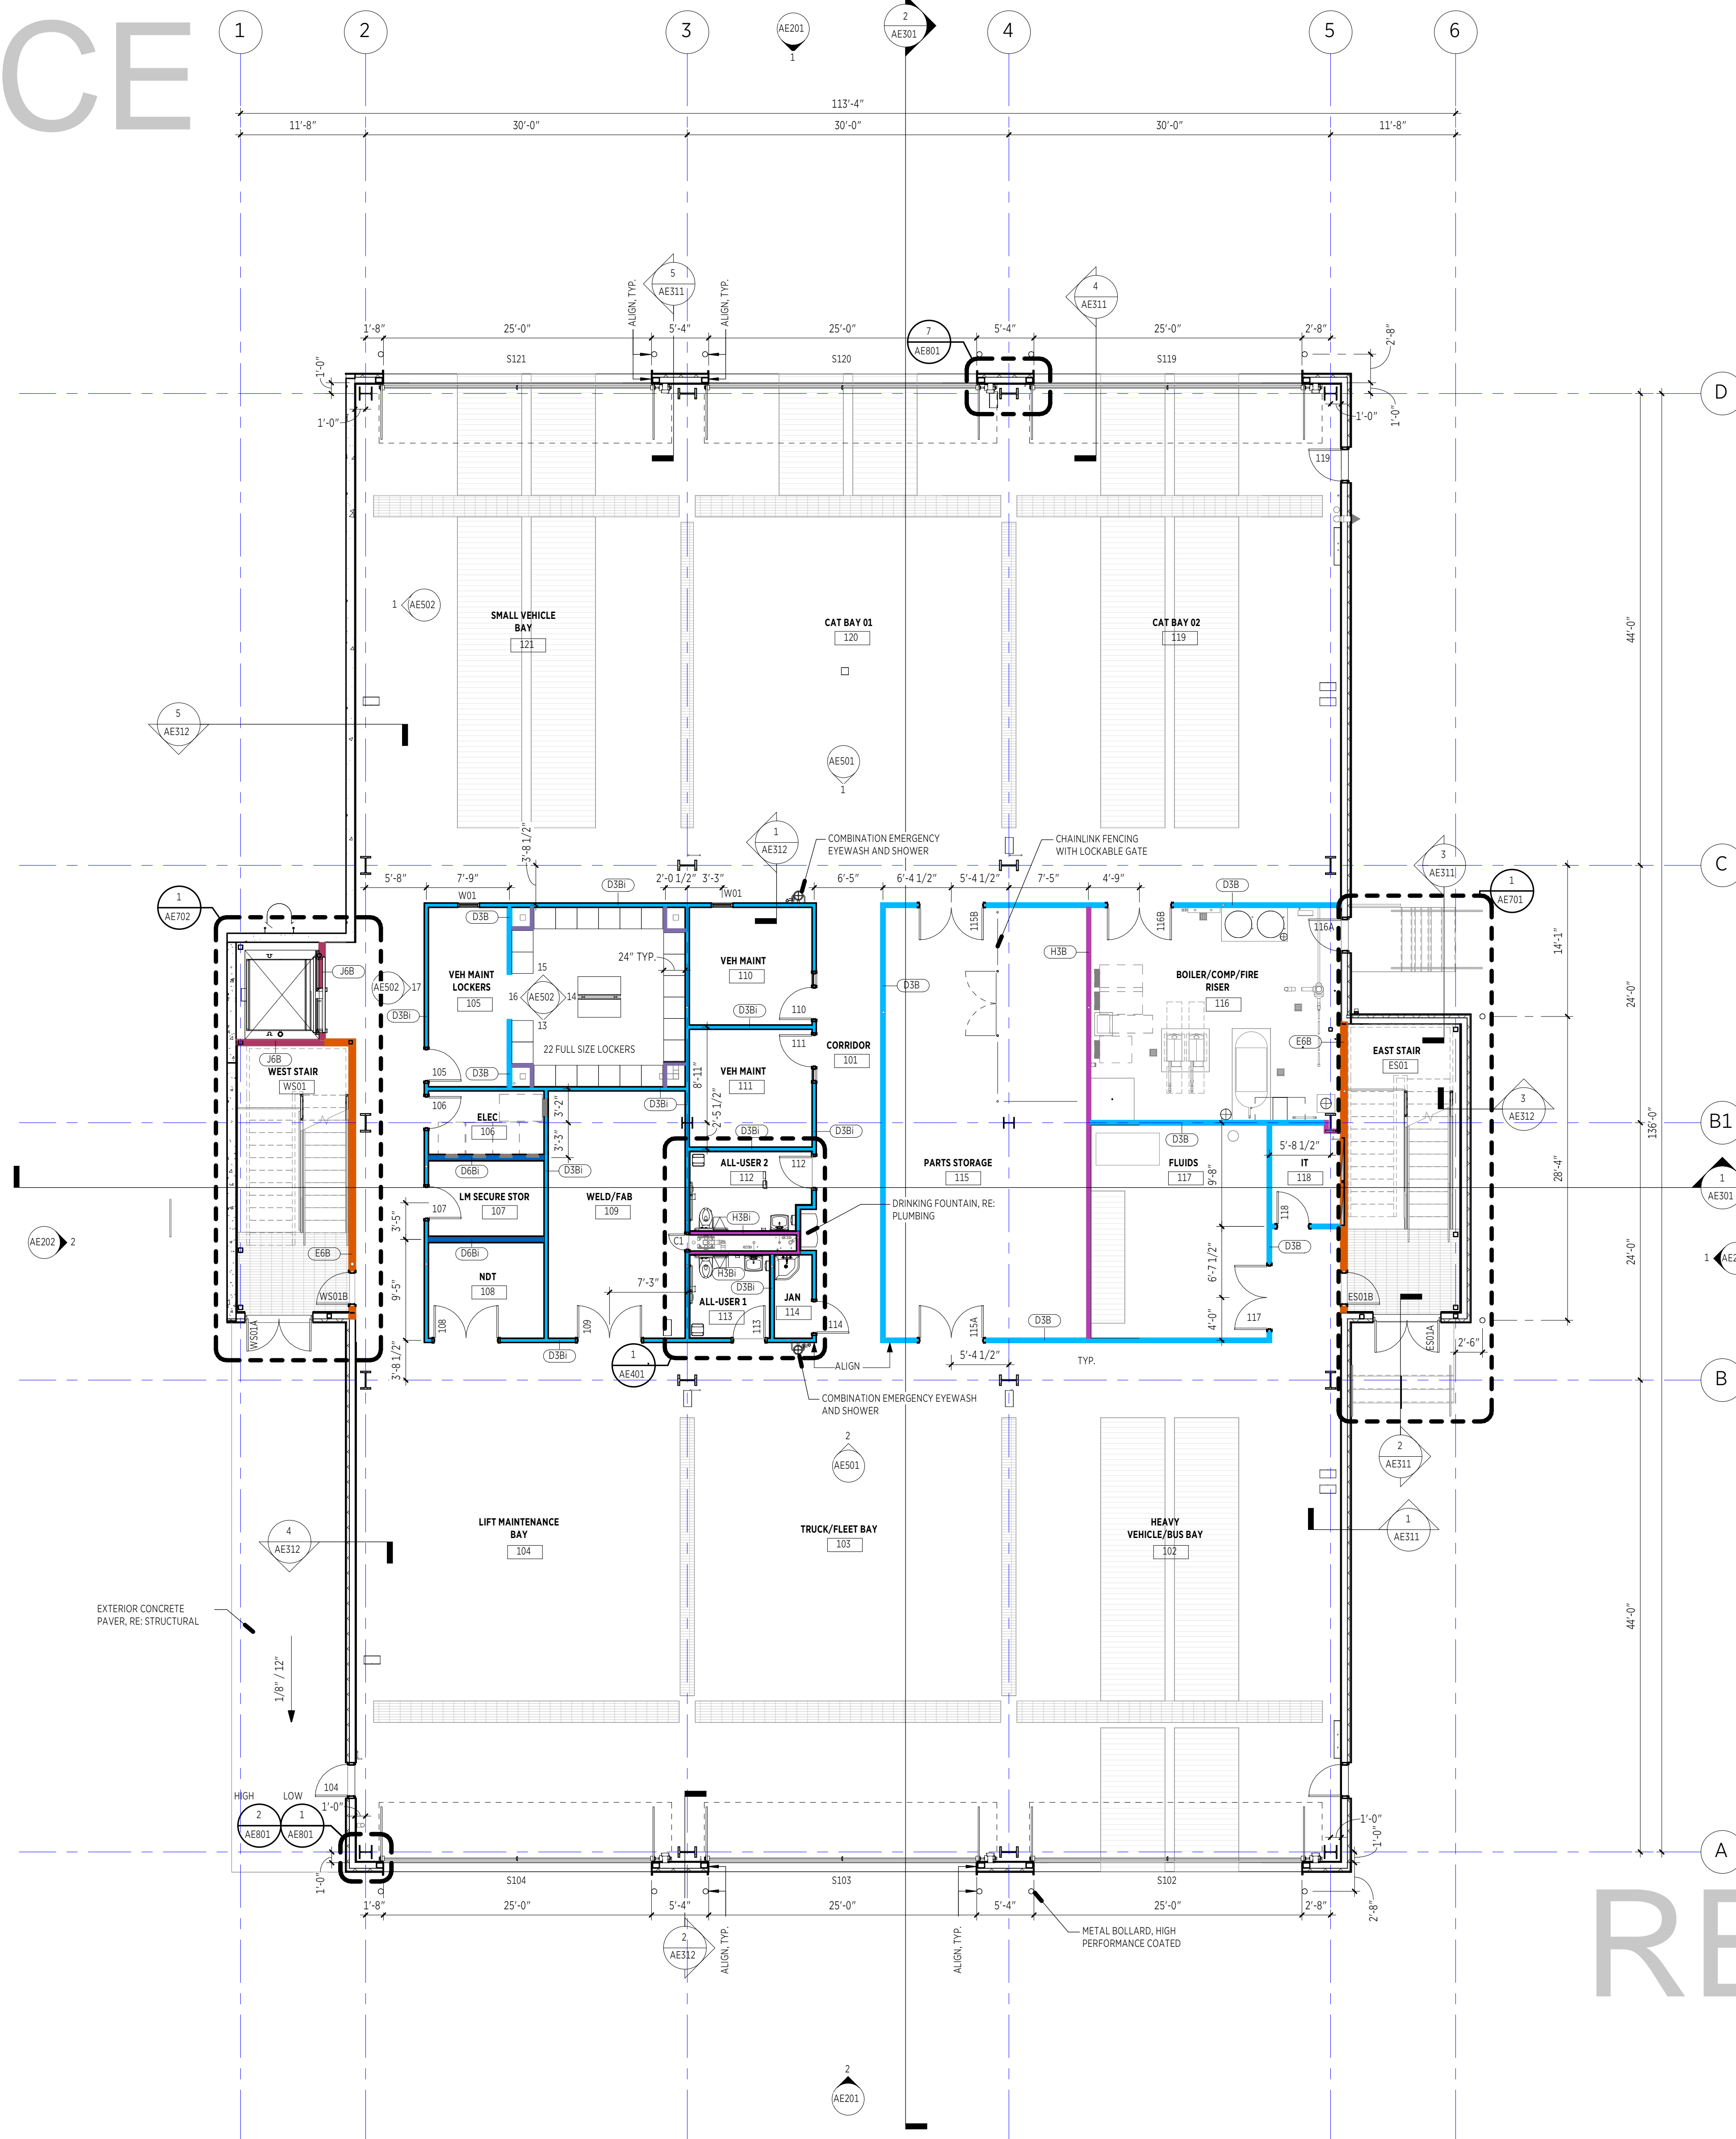 CE
1
2
3
AE201
1
2
AE301
4
5
6
113'-4"
11'-8"
30'-0"
30'-0"
30'-0"
11'-8"
5
AE311
4
AE311
ALIGN, TYP.
ALIGN, TYP.
1'-8"
25'-0"
5'-4"
25'-0"
7
AE801
5'-4"
25'-0"
2'-8"
2'-8"
1'-0"
S121
S120
S119
D
1'-0"
1'-0"
1'-0"
119
1
AE502
SMALL VEHICLE
BAY
121
CAT BAY 01
120
CAT BAY 02
119
44'-0"
5
AE312
AE501
1
3'-8 1/2"
1
AE312
COMBINATION EMERGENCY
EYEWASH AND SHOWER
CHAINLINK FENCING
WITH LOCKABLE GATE
3
AE311
C
5'-8"
7'-9"
D3Bi
2'-0 1/2"
3'-3"
6'-5"
6'-4 1/2"
5'-4 1/2"
7'-5"
4'-9"
D3B
1
AE702
W01
W01
1
AE701
D3B
115B
116B
116A
H3B
14'-1"
24" TYP.
VEH MAINT
110
J6B
VEH MAINT
LOCKERS
105
15
16
AE502
14
13
AE502
17
D3B
BOILER/COMP/FIRE
RISER
116
24'-0"
D3Bi
D3Bi
110
J6B
22 FULL SIZE LOCKERS
111
CORRIDOR
101
E6B
EAST STAIR
ES01
WEST STAIR
WS01
105
D3B
8'-11"
VEH MAINT
111
106
ELEC
106
3'-2"
3'-3"
D3Bi
2'-5 1/2"
D3Bi
D3Bi
3
AE312
B1
136'-0"
D3B
5'-8 1/2"
D6Bi
D3Bi
ALL-USER 2
112
112
PARTS STORAGE
115
FLUIDS
117
9'-8"
IT
118
28'-4"
1
AE301
LM SECURE STOR
107
WELD/FAB
109
107
3'-5"
H3Bi
DRINKING FOUNTAIN, RE:
PLUMBING
118
AE202
2
E6B
D6Bi
C1
D3B
24'-0"
1
H3Bi
9'-5"
NDT
108
7'-3"
D3Bi
6'-7 1/2"
WS01B
ALL-USER 1
113
JAN
114
ES01B
WS01A
108
109
113
114
115A
D3B
4'-0"
117
ES01A
2'-6"
3'-8 1/2"
D3Bi
1
AE401
ALIGN
5'-4 1/2"
TYP.
B
COMBINATION EMERGENCY EYEWASH
AND SHOWER
2
AE501
2
AE311
LIFT MAINTENANCE
BAY
104
TRUCK/FLEET BAY
103
HEAVY
VEHICLE/BUS BAY
102
1
AE311
4
AE312
EXTERIOR CONCRETE
PAVER, RE: STRUCTURAL
44'-0"
1/8" / 12"
104
HIGH
LOW
2
AE801
1
AE801
1'-0"
1'-0"
1'-0"
A
1'-0"
S104
S103
S102
1'-8"
25'-0"
5'-4"
25'-0"
5'-4"
25'-0"
2'-8"
2'-8"
2
AE312
ALIGN, TYP.
ALIGN, TYP.
METAL BOLLARD, HIGH
PERFORMANCE COATED
RE
2
AE201